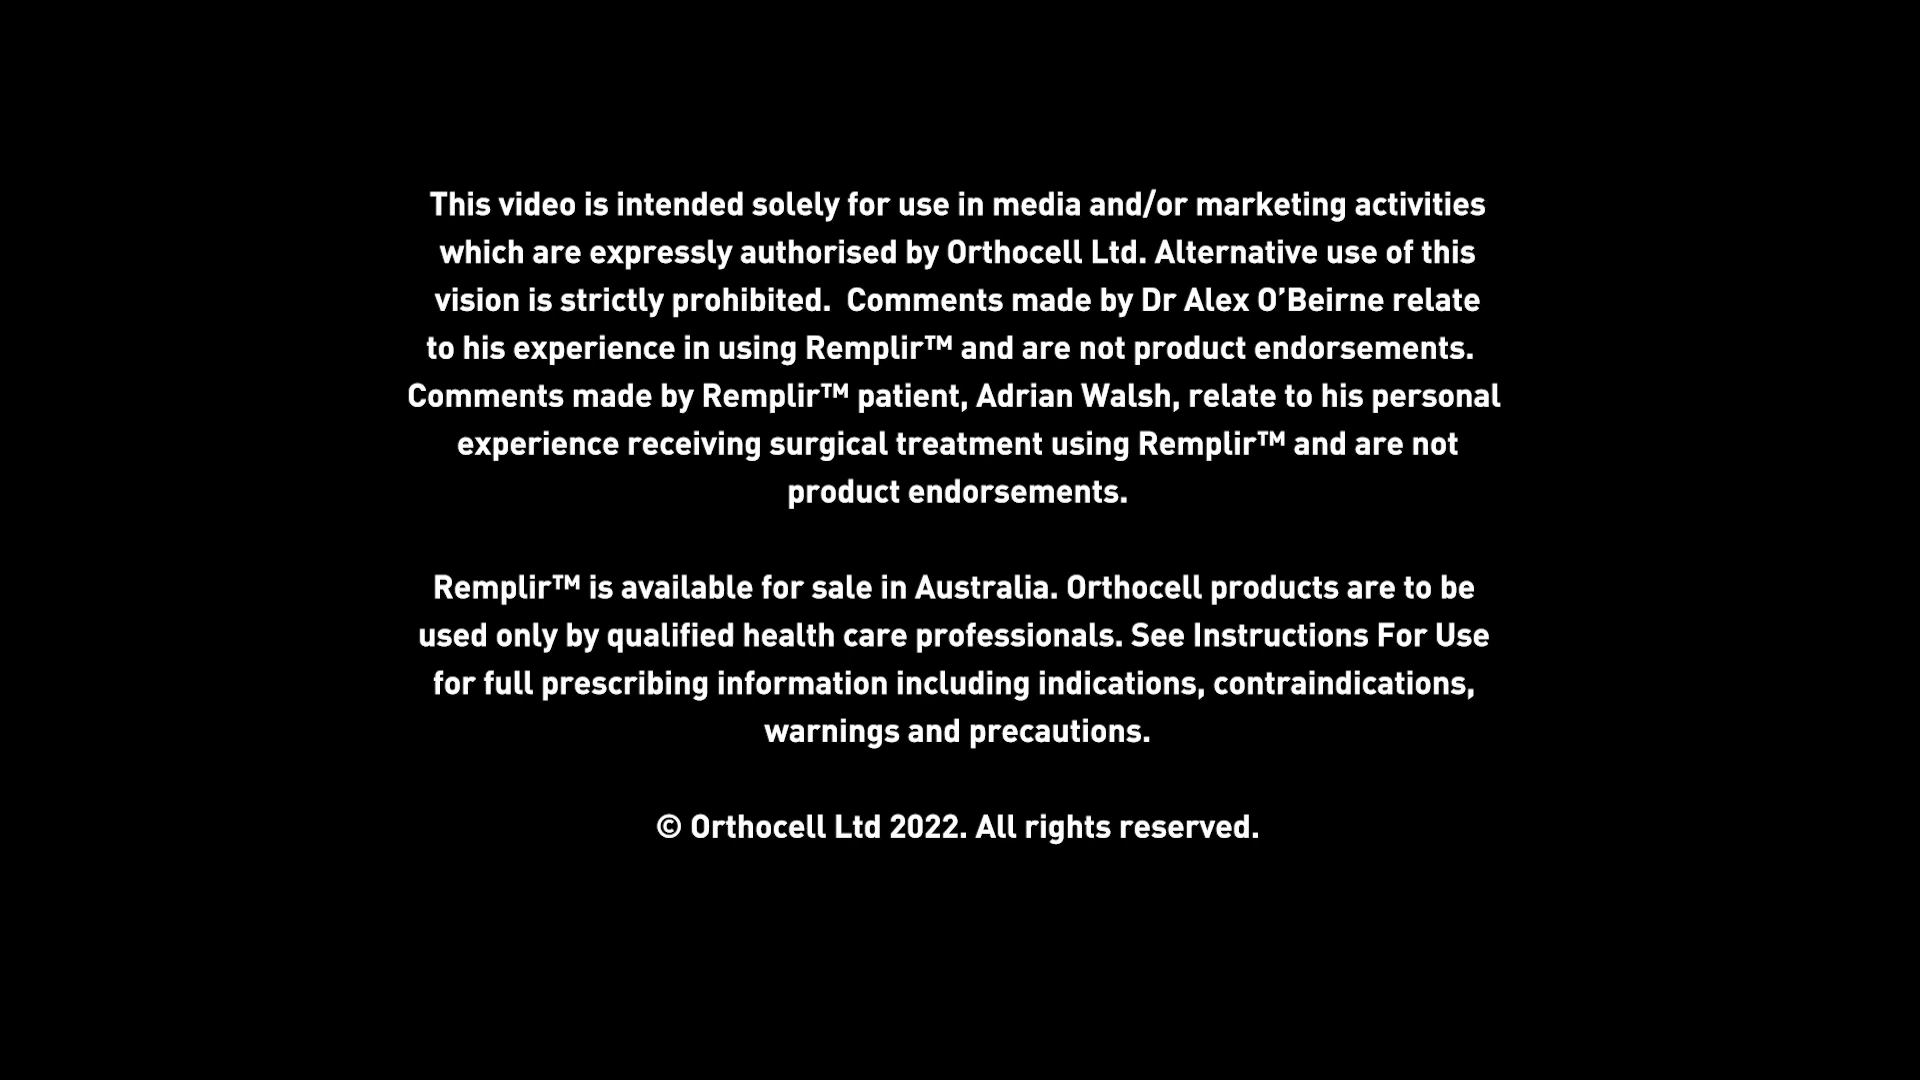 This video is intended solely for use in media and/or marketing activities
which are expressly authorised by Orthocell Ltd. Alternative use of this
vision is strictly prohibited.  Comments made by Dr Alex O’Beirne relate
to his experience in using Remplir™ and are not product endorsements.
Comments made by Remplir™ patient, Adrian Walsh, relate to his personal
experience receiving surgical treatment using Remplir™ and are not
product endorsements.
Remplir™ is available for sale in Australia. Orthocell products are to be
used only by qualified health care professionals. See Instructions For Use
for full prescribing information including indications, contraindications,
warnings and precautions.
© Orthocell Ltd 2022. All rights reserved.